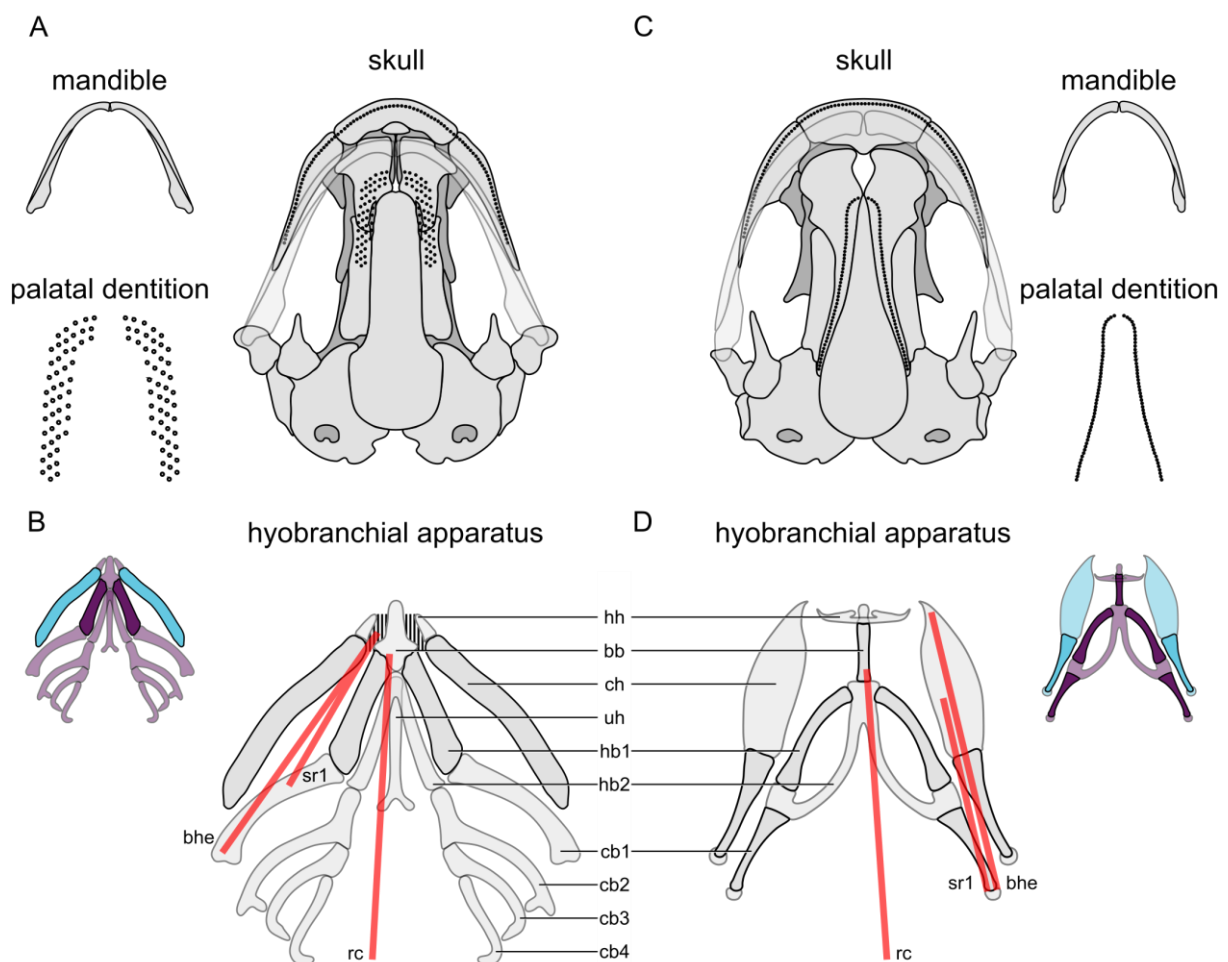 A
C
skull
skull
mandible
mandible
palatal dentition
palatal dentition
B
D
hyobranchial apparatus
hyobranchial apparatus
hh
bb
ch
uh
hb1
sr1
hb2
bhe
cb1
cb2
sr1
bhe
cb3
rc
cb4
rc